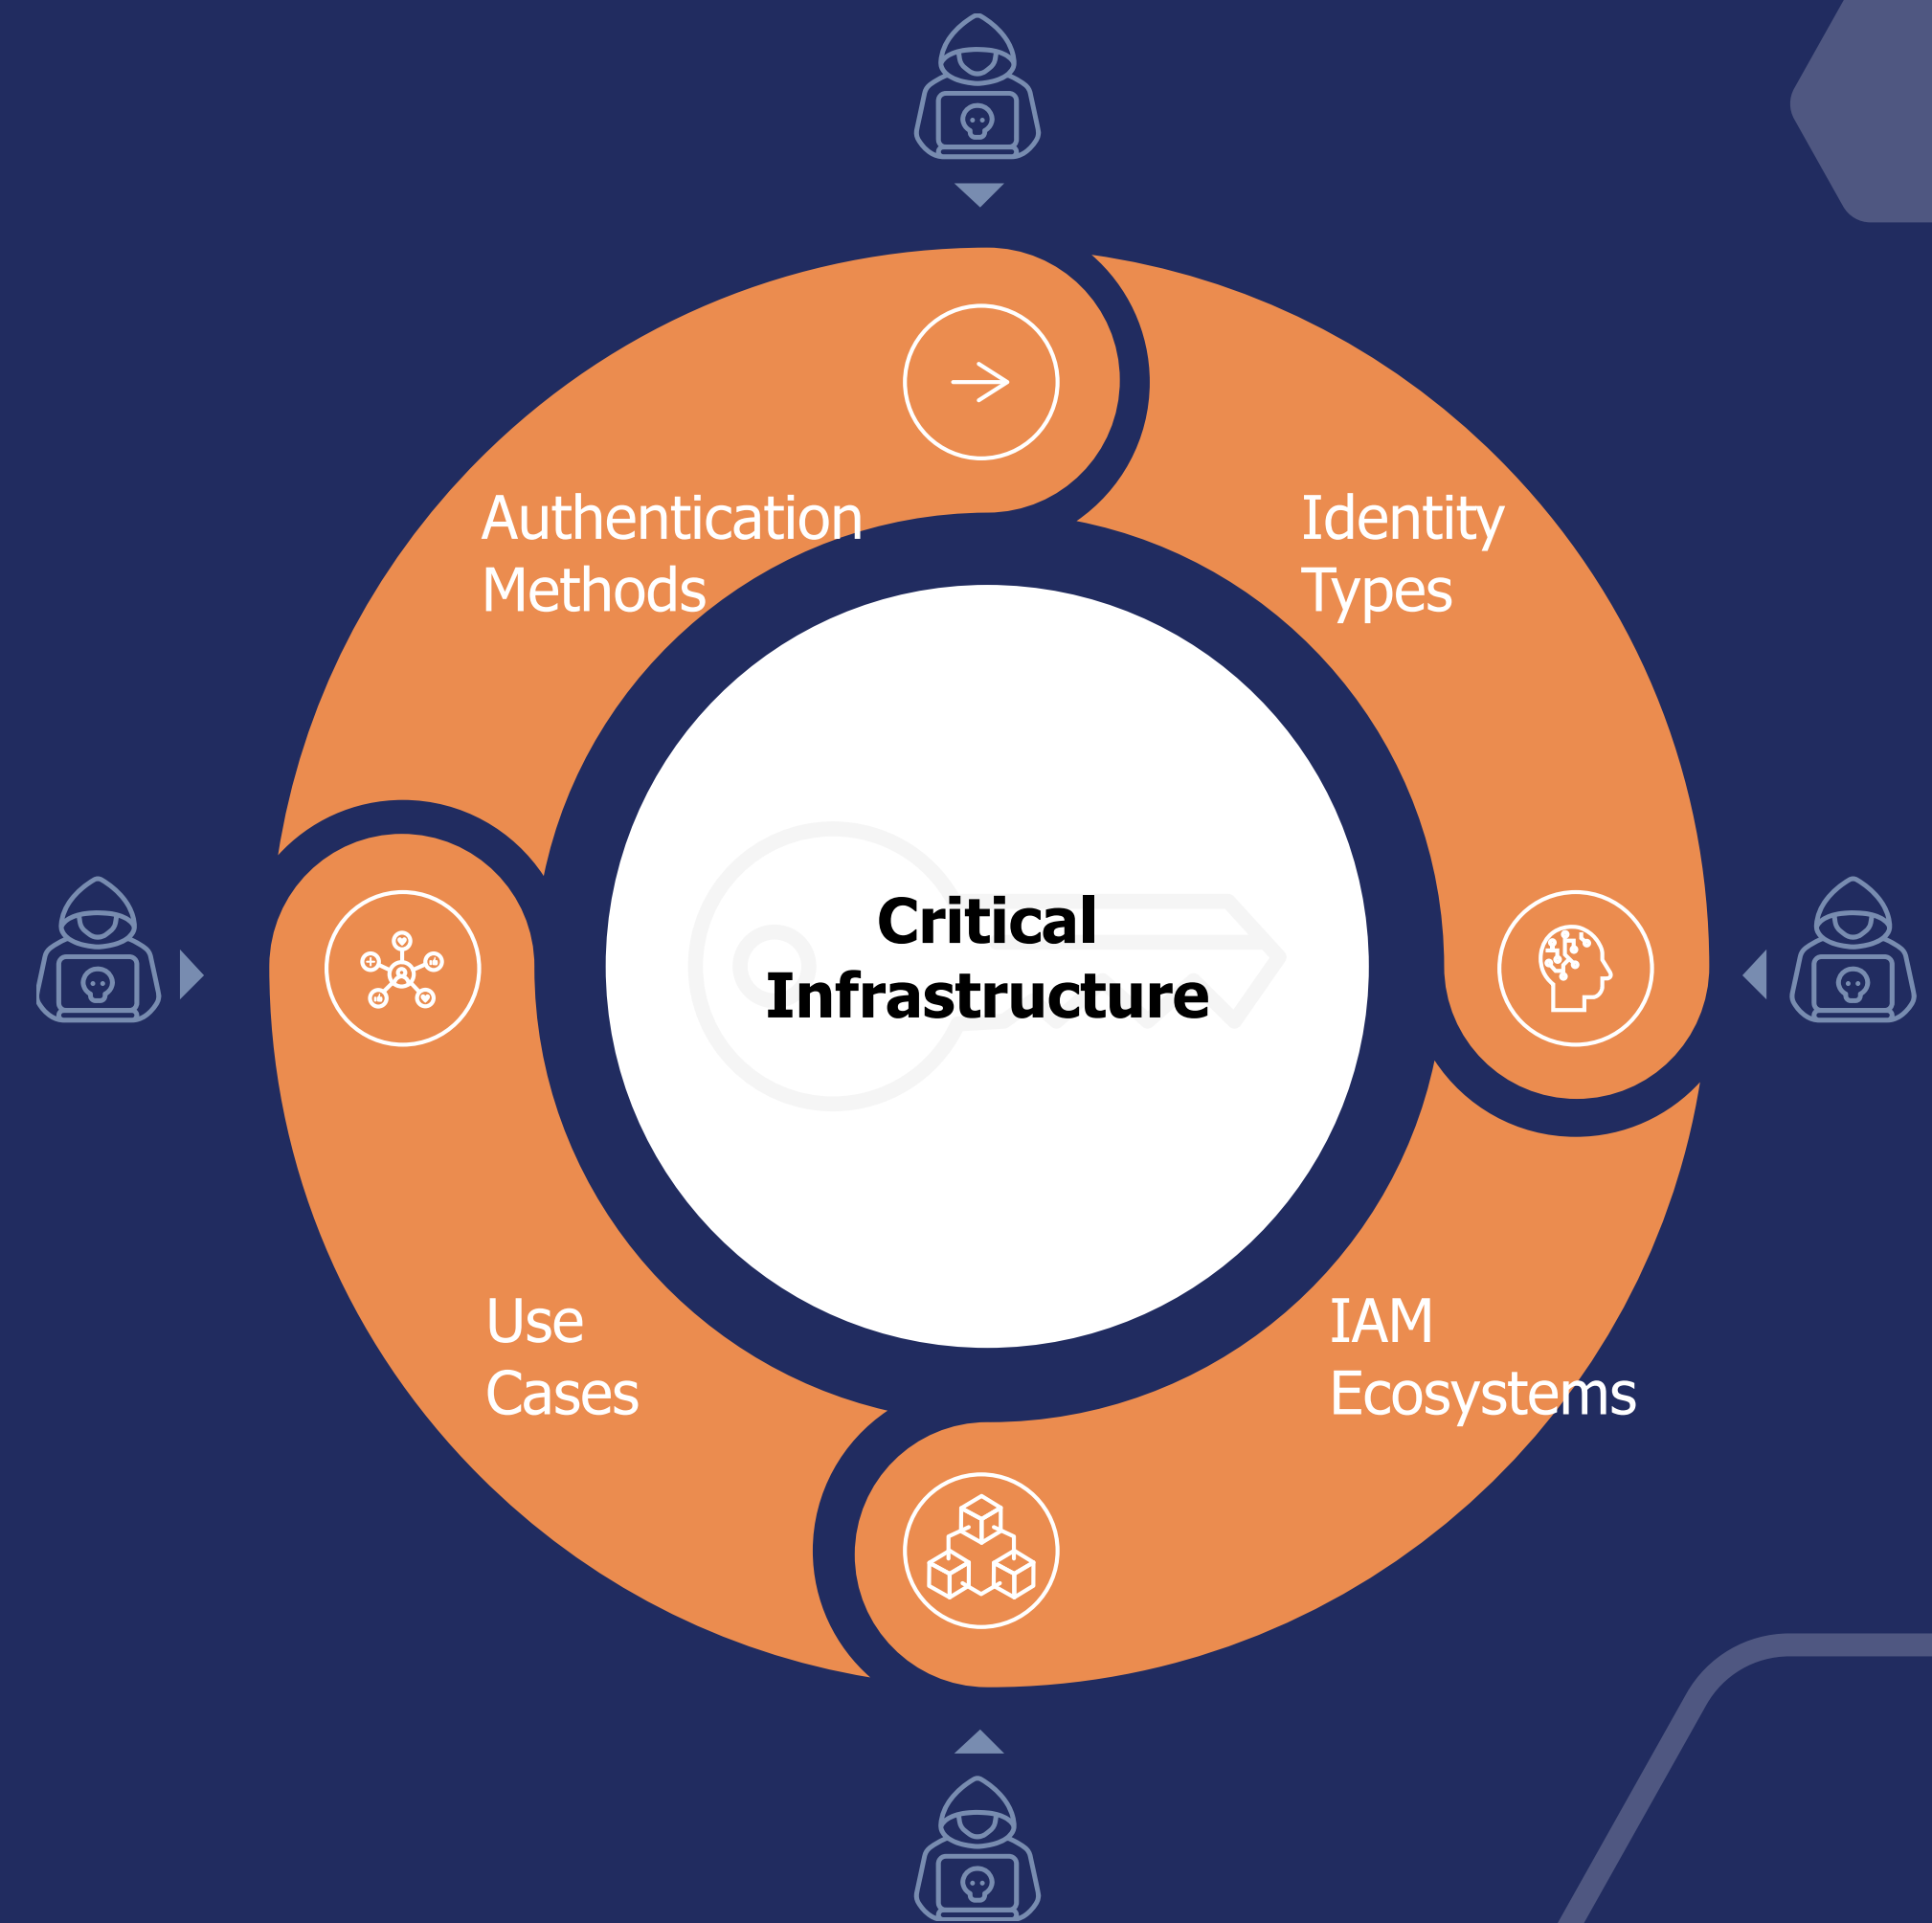 Authentication
Methods
Identity
Types
Critical
Infrastructure
Use
Cases
IAM
Ecosystems